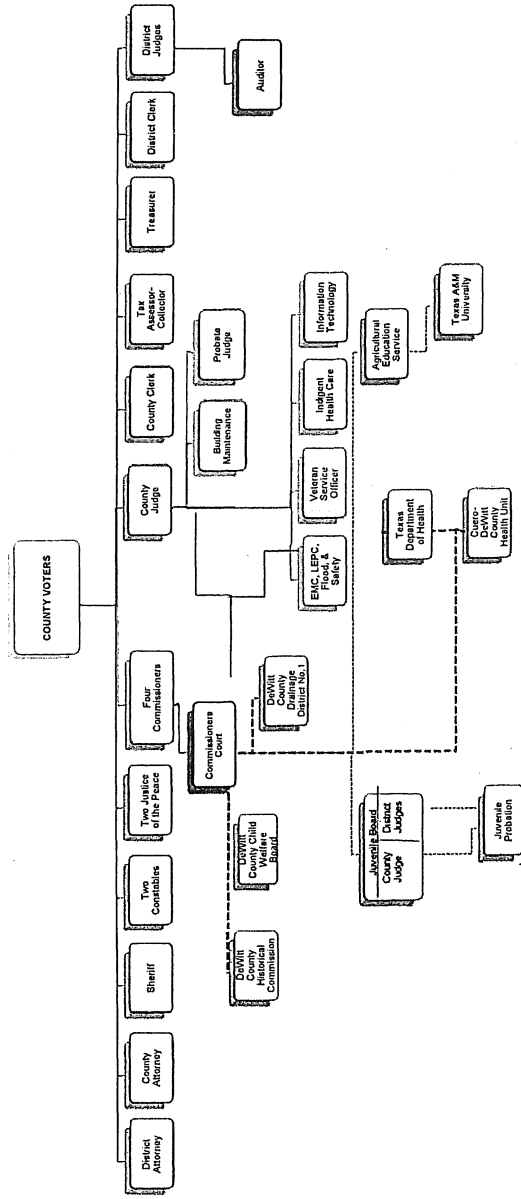 COUNTY VOTERS
District
Attorney
County
Attorney
Sheriff
Two
Constables
Two Justice
of the Peace
Four
Commissioners
County
Judge
County Clerk
Tax
Assessor-
Collector
Treasurer
District Clerk
District
Judges
Commissioners
Court
Building
Maintenance
Probate
Judge
Auditor
DeWitt
County
Historical
Commission
DeWitt
County Child
Welfare
Board
DeWitt
County
Drainage
District No.1
EMC, LEPC,
Flood, &
Safety
Veteran
Service
Officer
Indigent
Health Care
Information
Technology
Juvenile Board
County
Judge
District
Judges
Texas
Department
of Health
Agricultural
Education
Service
Juvenile
Probation
Cuero-
DeWitt
County
Health Unit
Texas A&M
University